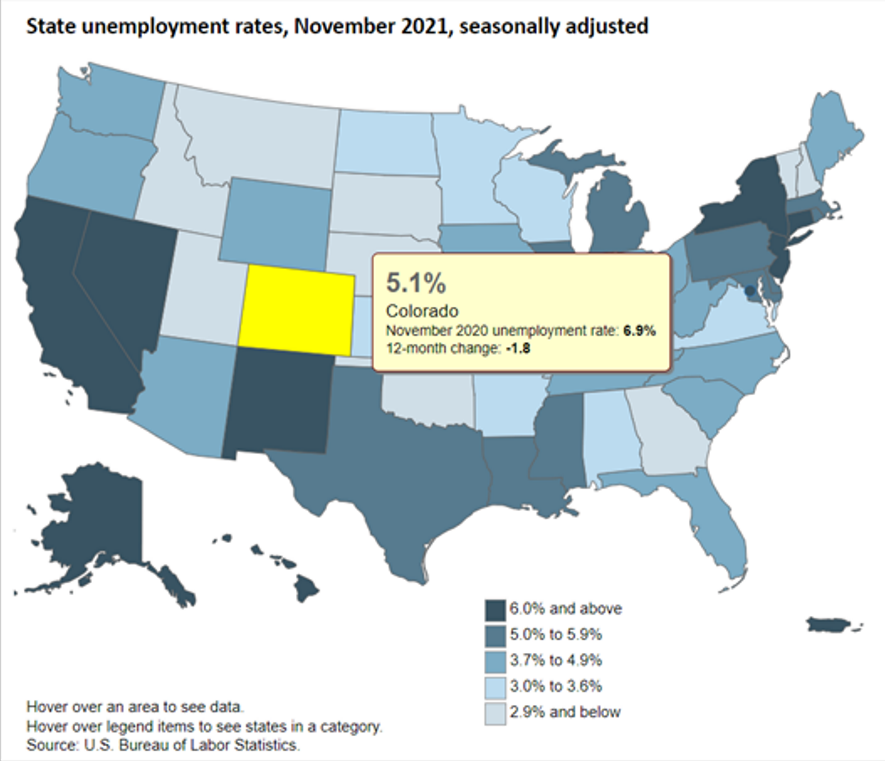 State unemployment rates, November 2021, seasonally adjusted
5.1%
Colorado
November 2020 unemployment rate: 6.9%
12-month change: -1.8
6.0% and above
5.0% to 5.9%
3.7% to 4.9%
3.0% to 3.6%
2.9% and below
Hover over an area to see data.
Hover over legend items to see states in a category.
Source: U.S. Bureau of Labor Statistics.